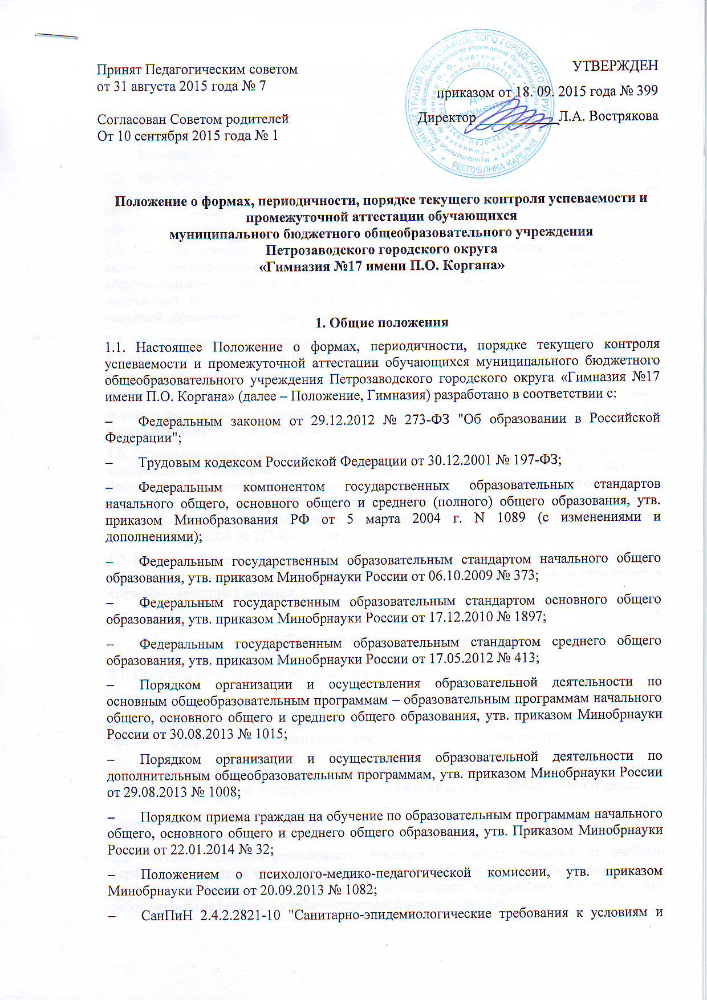 Принят Педагогическим советом
от 31 августа 2015 года № 7
Согласован Советом родителей
От 10 сентября 2015 года № 1
УТВЕРЖДЕН
приказом от 18. 09. 2015 года № 399
Директор ____________Л.А. Вострякова
АДМИНИСТРАЦИЯ ПЕТРОЗАВОДСКОГО ГОРОДСКОГО ОКРУГА
* РЕСПУБЛИКА КАРЕЛИЯ *
ИНН 1001034759
Для
документов
Положение о формах, периодичности, порядке текущего контроля успеваемости и
промежуточной аттестации обучающихся
муниципального бюджетного общеобразовательного учреждения
Петрозаводского городского округа
«Гимназия №17 имени П.О. Коргана»
1. Общие положения
1.1. Настоящее Положение о формах, периодичности, порядке текущего контроля
успеваемости и промежуточной аттестации обучающихся муниципального бюджетного
общеобразовательного учреждения Петрозаводского городского округа «Гимназия №17
имени П.О. Коргана» (далее – Положение, Гимназия) разработано в соответствии с:
– Федеральным законом от 29.12.2012 № 273-ФЗ "Об образовании в Российской
Федерации";
– Трудовым кодексом Российской Федерации от 30.12.2001 № 197-ФЗ;
– Федеральным компонентом государственных образовательных стандартов
начального общего, основного общего и среднего (полного) общего образования, утв.
приказом Минобразования РФ от 5 марта 2004 г. N 1089 (с изменениями и
дополнениями);
– Федеральным государственным образовательным стандартом начального общего
образования, утв. приказом Минобрнауки России от 06.10.2009 № 373;
– Федеральным государственным образовательным стандартом основного общего
образования, утв. приказом Минобрнауки России от 17.12.2010 № 1897;
– Федеральным государственным образовательным стандартом среднего общего
образования, утв. приказом Минобрнауки России от 17.05.2012 № 413;
– Порядком организации и осуществления образовательной деятельности по
основным общеобразовательным программам – образовательным программам начального
общего, основного общего и среднего общего образования, утв. приказом Минобрнауки
России от 30.08.2013 № 1015;
– Порядком организации и осуществления образовательной деятельности по
дополнительным общеобразовательным программам, утв. приказом Минобрнауки России
от 29.08.2013 № 1008;
– Порядком приема граждан на обучение по образовательным программам начального
общего, основного общего и среднего общего образования, утв. Приказом Минобрнауки
России от 22.01.2014 № 32;
– Положением о психолого-медико-педагогической комиссии, утв. приказом
Минобрнауки России от 20.09.2013 № 1082;
– СанПиН 2.4.2.2821-10 "Санитарно-эпидемиологические требования к условиям и